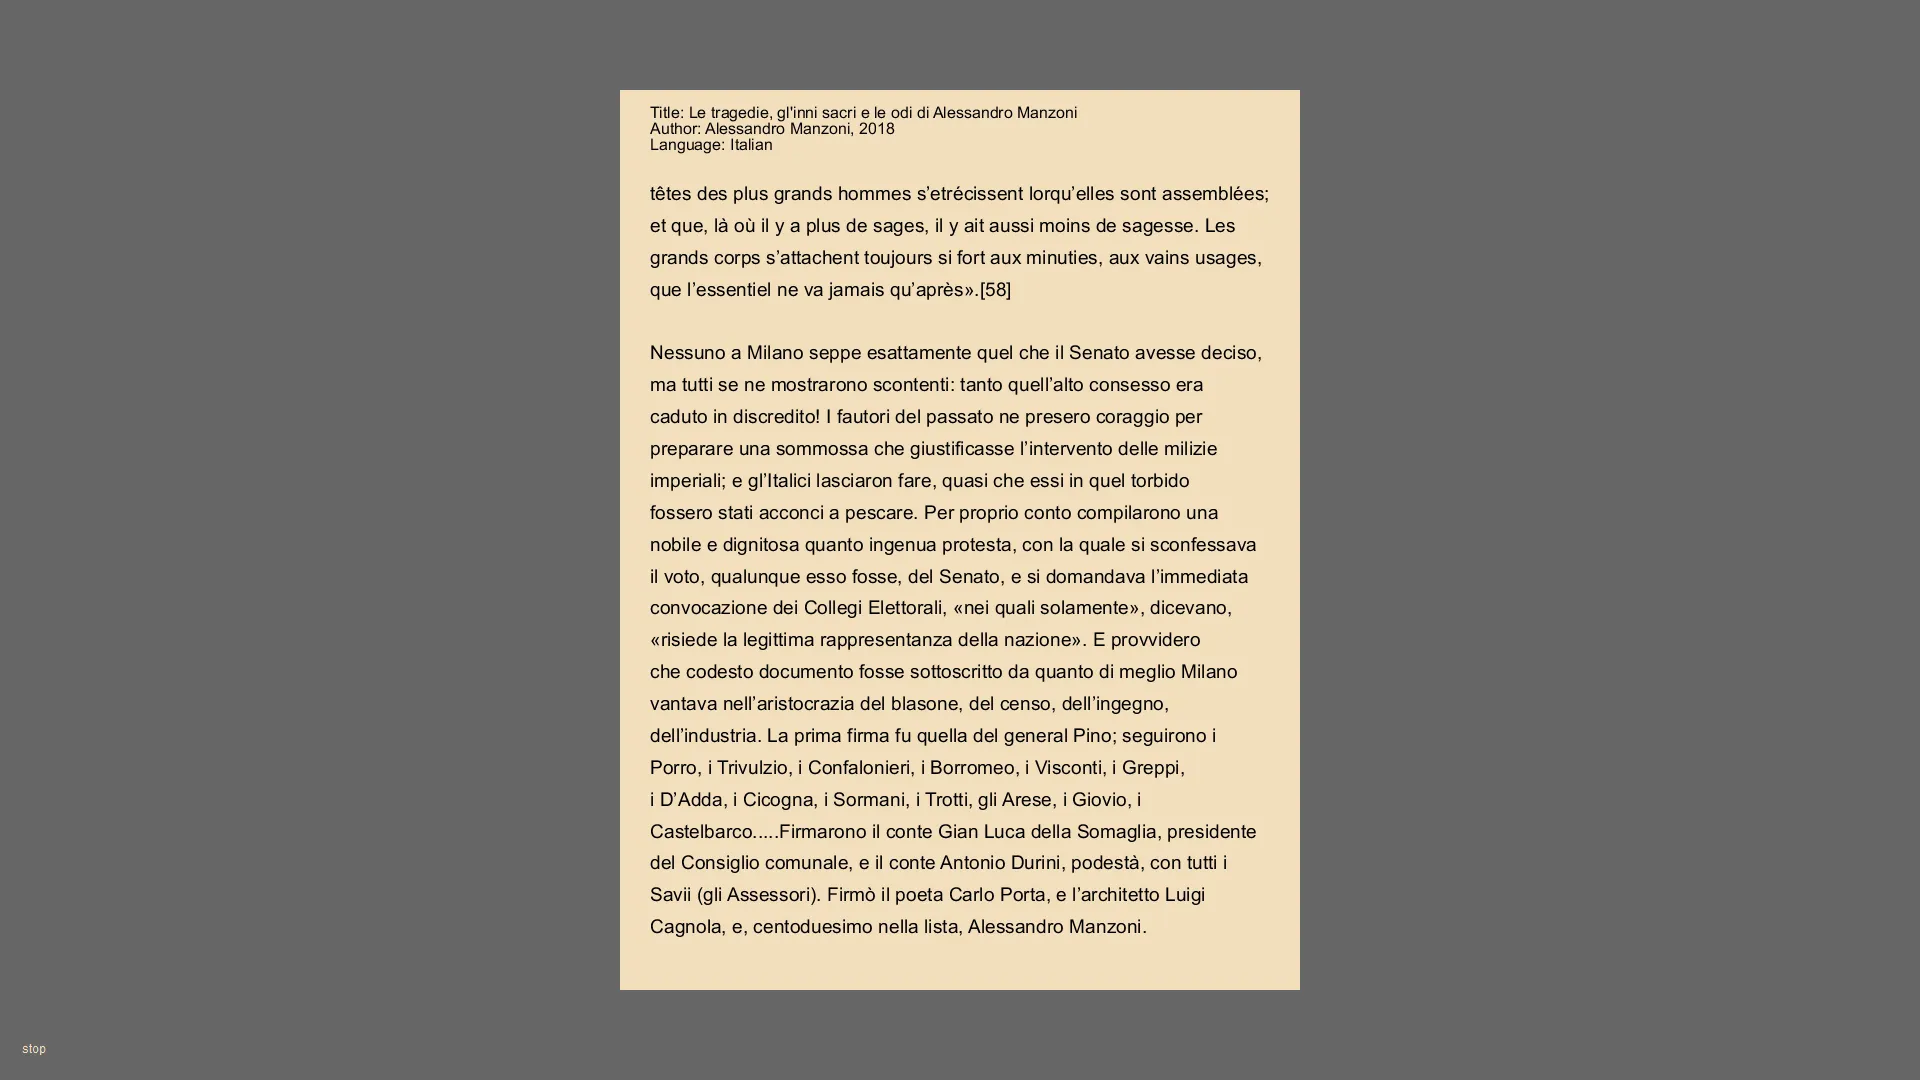 Title: Le tragedie, gl'inni sacri e le odi di Alessandro Manzoni
Author: Alessandro Manzoni, 2018
Language: Italian
têtes des plus grands hommes s’etrécissent lorqu’elles sont assemblées;
et que, là où il y a plus de sages, il y ait aussi moins de sagesse. Les
grands corps s’attachent toujours si fort aux minuties, aux vains usages,
que l’essentiel ne va jamais qu’après».[58]
Nessuno a Milano seppe esattamente quel che il Senato avesse deciso,
ma tutti se ne mostrarono scontenti: tanto quell’alto consesso era
caduto in discredito! I fautori del passato ne presero coraggio per
preparare una sommossa che giustificasse l’intervento delle milizie
imperiali; e gl’Italici lasciaron fare, quasi che essi in quel torbido
fossero stati acconci a pescare. Per proprio conto compilarono una
nobile e dignitosa quanto ingenua protesta, con la quale si sconfessava
il voto, qualunque esso fosse, del Senato, e si domandava l’immediata
convocazione dei Collegi Elettorali, «nei quali solamente», dicevano,
«risiede la legittima rappresentanza della nazione». E provvidero
che codesto documento fosse sottoscritto da quanto di meglio Milano
vantava nell’aristocrazia del blasone, del censo, dell’ingegno,
dell’industria. La prima firma fu quella del general Pino; seguirono i
Porro, i Trivulzio, i Confalonieri, i Borromeo, i Visconti, i Greppi,
i D’Adda, i Cicogna, i Sormani, i Trotti, gli Arese, i Giovio, i
Castelbarco.....Firmarono il conte Gian Luca della Somaglia, presidente
del Consiglio comunale, e il conte Antonio Durini, podestà, con tutti i
Savii (gli Assessori). Firmò il poeta Carlo Porta, e l’architetto Luigi
Cagnola, e, centoduesimo nella lista, Alessandro Manzoni.
stop